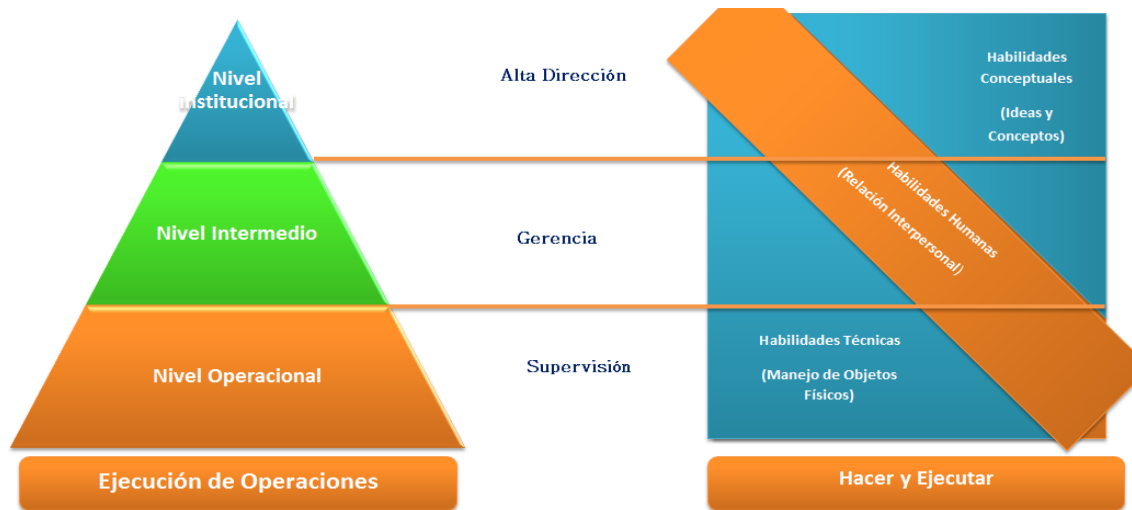 Nivel
institucional
Nivel Intermedio
Nivel Operacional
Ejecución de Operaciones
Alta Dirección
Gerencia
Supervisión
Habilidades
Conceptuales
(Ideas y
Conceptos)
Habilidades Humanas
(Relación Interpersonal)
Habilidades Técnicas
(Manejo de Objetos
Físicos)
Hacer y Ejecutar